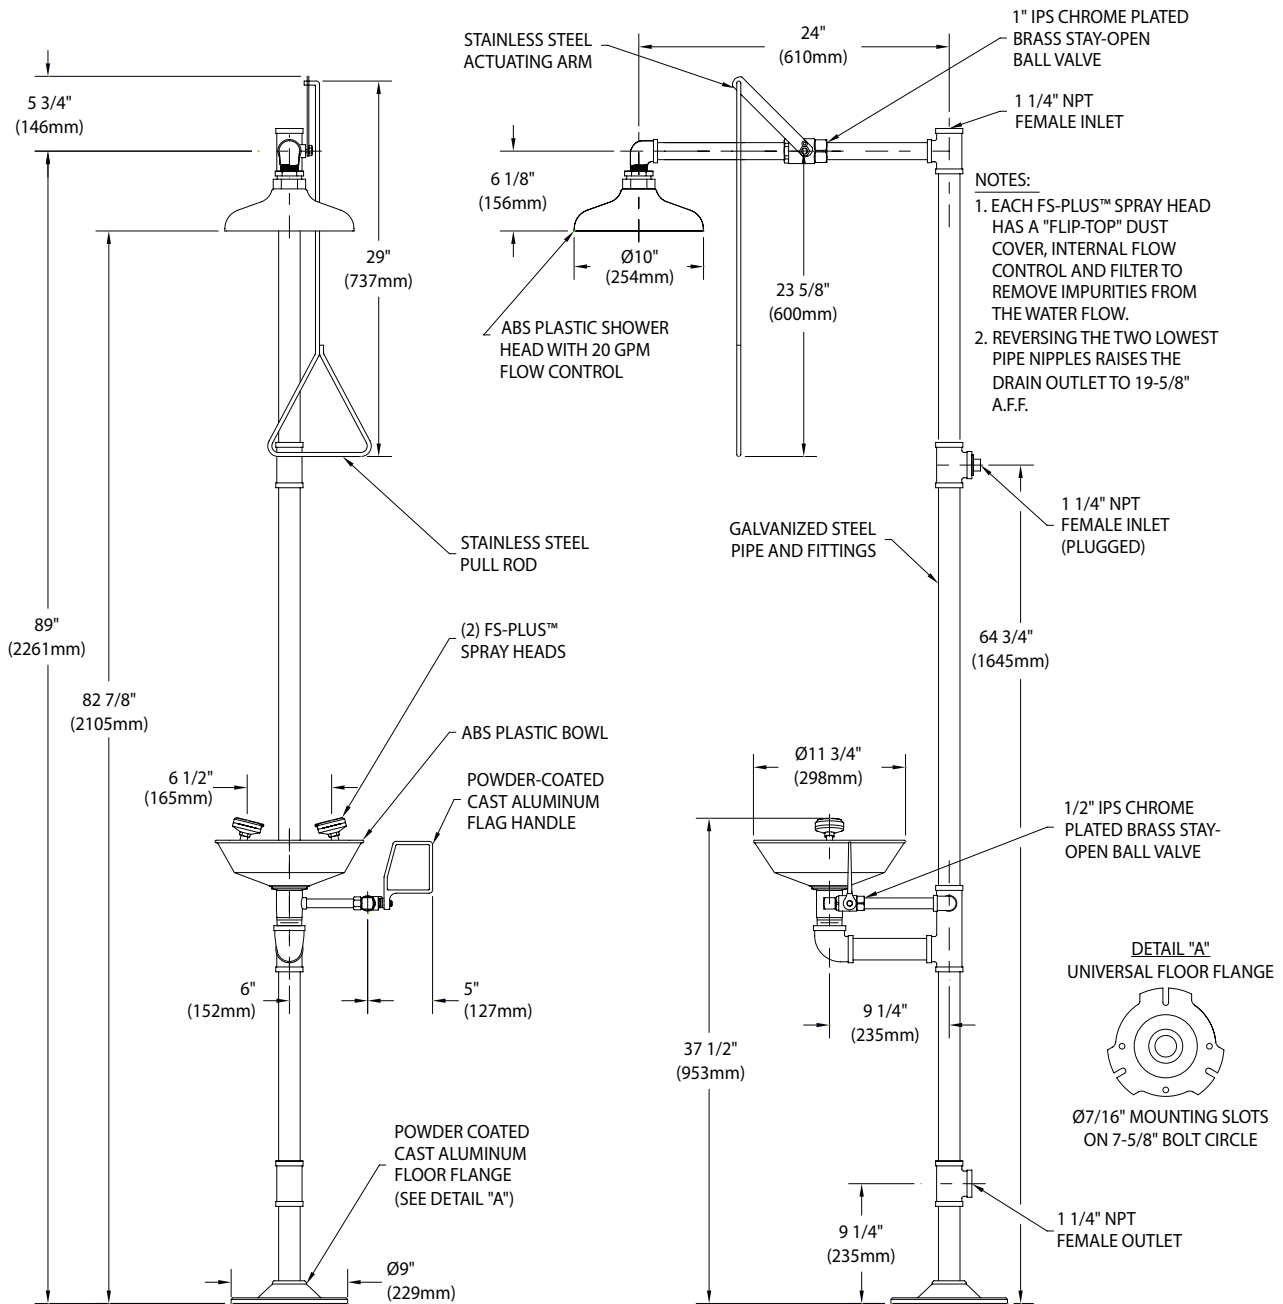 5 3/4"
(146mm)
29"
(737mm)
89"
(2261mm)
82 7/8"
(2105mm)
STAINLESS STEEL
PULL ROD
(2) FS-PLUS™
SPRAY HEADS
ABS PLASTIC BOWL
6 1/2"
(165mm)
POWDER-COATED
CAST ALUMINUM
FLAG HANDLE
6"
(152mm)
5"
(127mm)
POWDER COATED
CAST ALUMINUM
FLOOR FLANGE
(SEE DETAIL "A")
Ø9"
(229mm)
STAINLESS STEEL
ACTUATING ARM
24"
(610mm)
1" IPS CHROME PLATED
BRASS STAY-OPEN
BALL VALVE
1 1/4" NPT
FEMALE INLET
6 1/8"
(156mm)
Ø10"
(254mm)
23 5/8"
(600mm)
ABS PLASTIC SHOWER
HEAD WITH 20 GPM
FLOW CONTROL
NOTES:
1. EACH FS-PLUS™ SPRAY HEAD
HAS A "FLIP-TOP" DUST
COVER, INTERNAL FLOW
CONTROL AND FILTER TO
REMOVE IMPURITIES FROM
THE WATER FLOW.
2. REVERSING THE TWO LOWEST
PIPE NIPPLES RAISES THE
DRAIN OUTLET TO 19-5/8"
A.F.F.
1 1/4" NPT
FEMALE INLET
(PLUGGED)
GALVANIZED STEEL
PIPE AND FITTINGS
64 3/4"
(1645mm)
Ø11 3/4"
(298mm)
1/2" IPS CHROME
PLATED BRASS STAY-
OPEN BALL VALVE
9 1/4"
(235mm)
37 1/2"
(953mm)
DETAIL "A"
UNIVERSAL FLOOR FLANGE
Ø7/16" MOUNTING SLOTS
ON 7-5/8" BOLT CIRCLE
9 1/4"
(235mm)
1 1/4" NPT
FEMALE OUTLET